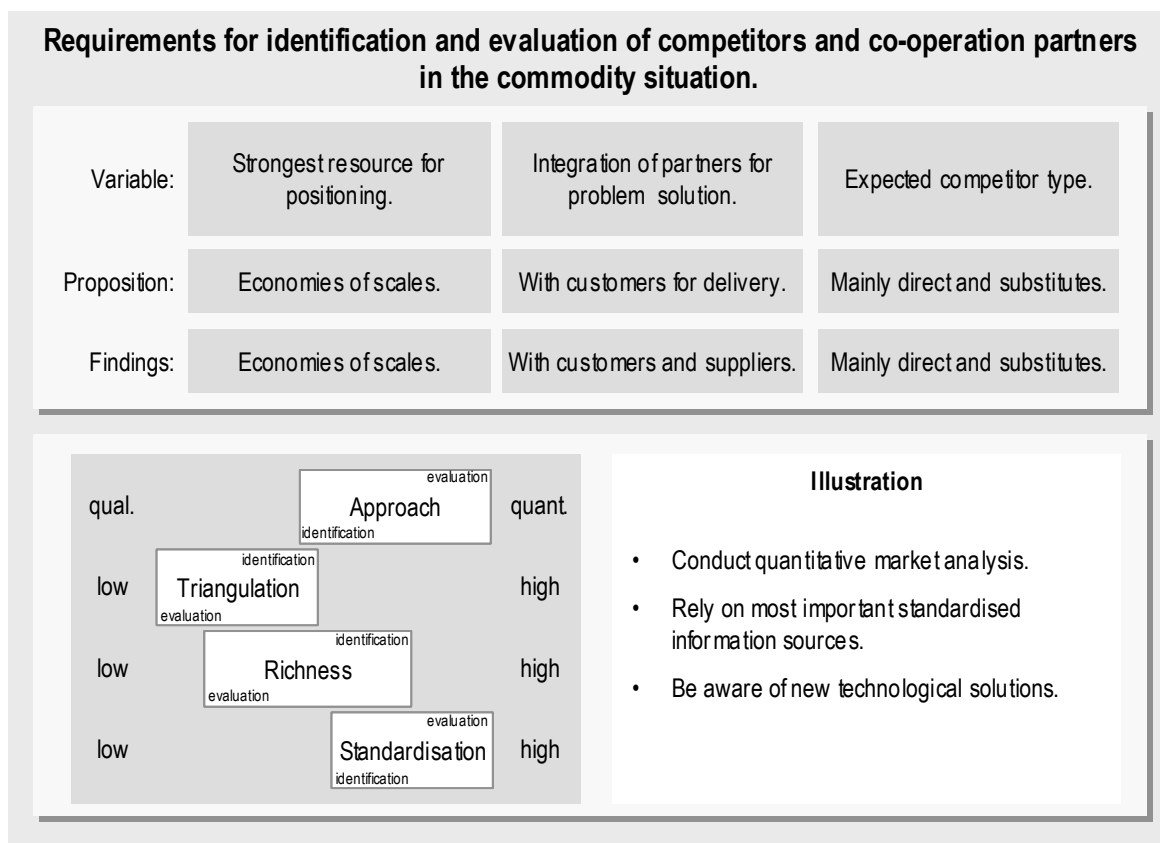 Requirements for identification and evaluation of competitors and co-operation partners
in the commodity situation.
Variable:
Strongest resource for
positioning.
Integration of partners for
problem solution.
Expected competitor type.
Proposition:
Economies of scales.
With customers for delivery.
Mainly direct and substitutes.
Findings:
Economies of scales.
With customers and suppliers.
Mainly direct and substitutes.
qual.
evaluation
Approach
identification
quant.
low
identification
Triangulation
evaluation
high
low
identification
Richness
evaluation
high
low
evaluation
Standardisation
identification
high
Illustration
• Conduct quantitative market analysis.
• Rely on most important standardised
information sources.
• Be aware of new technological solutions.